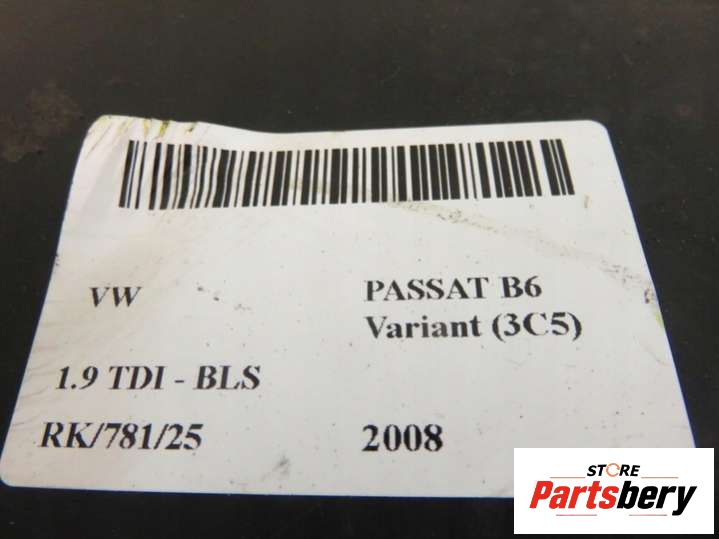 VW
PASSAT B6
Variant (3C5)
1.9 TDI - BLS
RK/781/25
2008
STORE
Partsbery